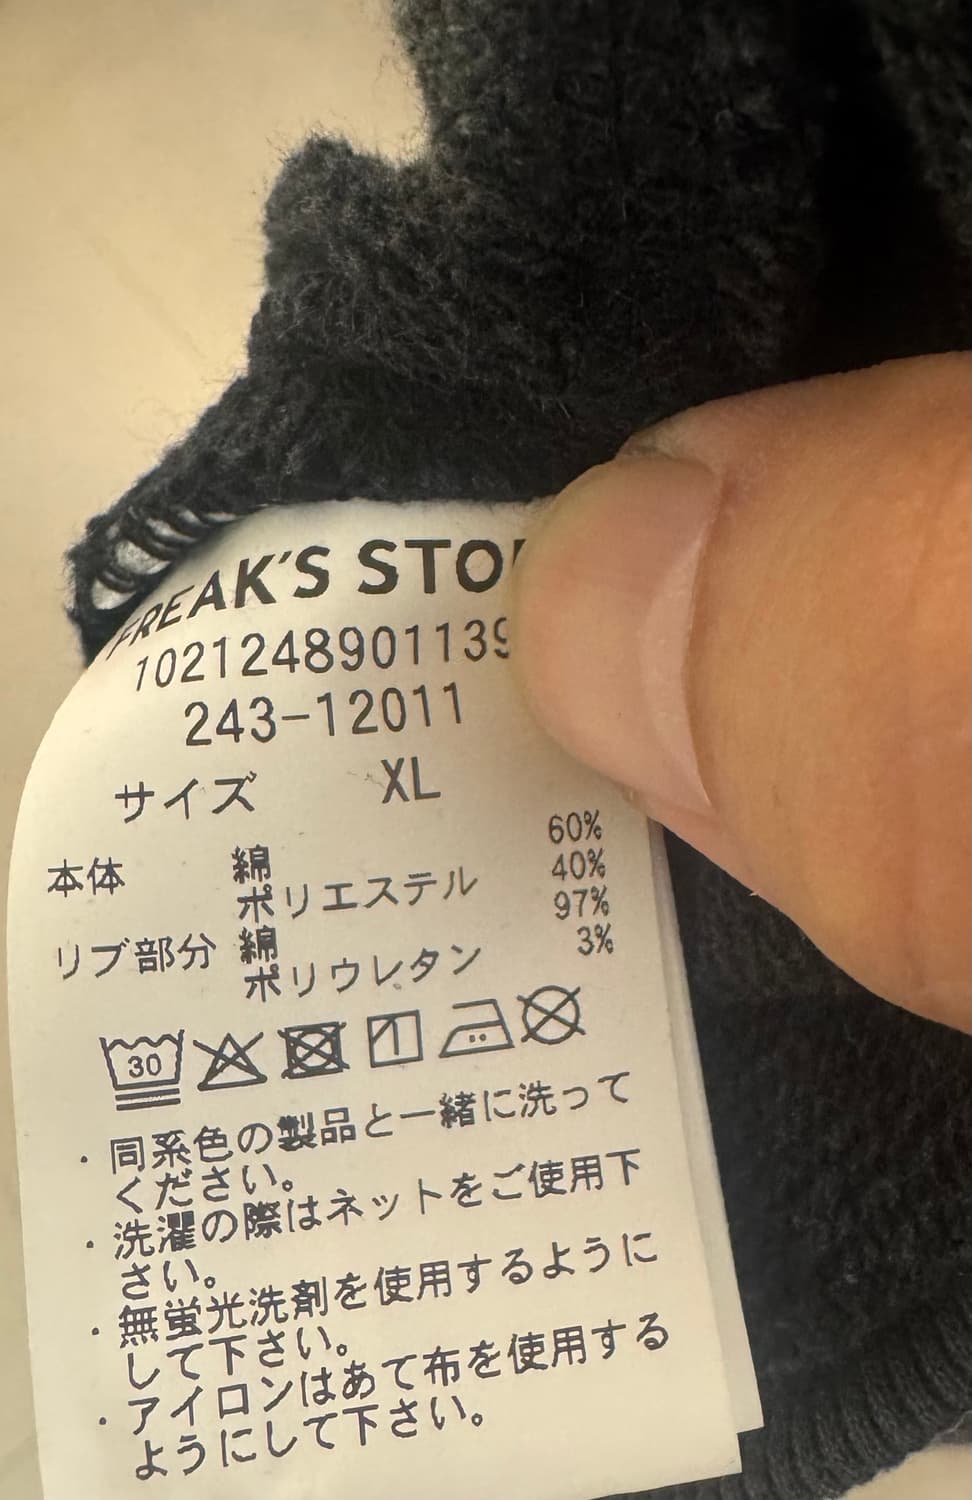 FREAK'S STO
1021248901139
243-12011
サイズ XL
本体 綿 60%
ポリエステル 40%
リブ部分 綿 97%
ポリウレタン 3%
30
・同系色の製品と一緒に洗って
ください。
・洗濯の際はネットをご使用下
さい。
・無蛍光洗剤を使用するように
して下さい。
・アイロンはあて布を使用する
ようにして下さい。